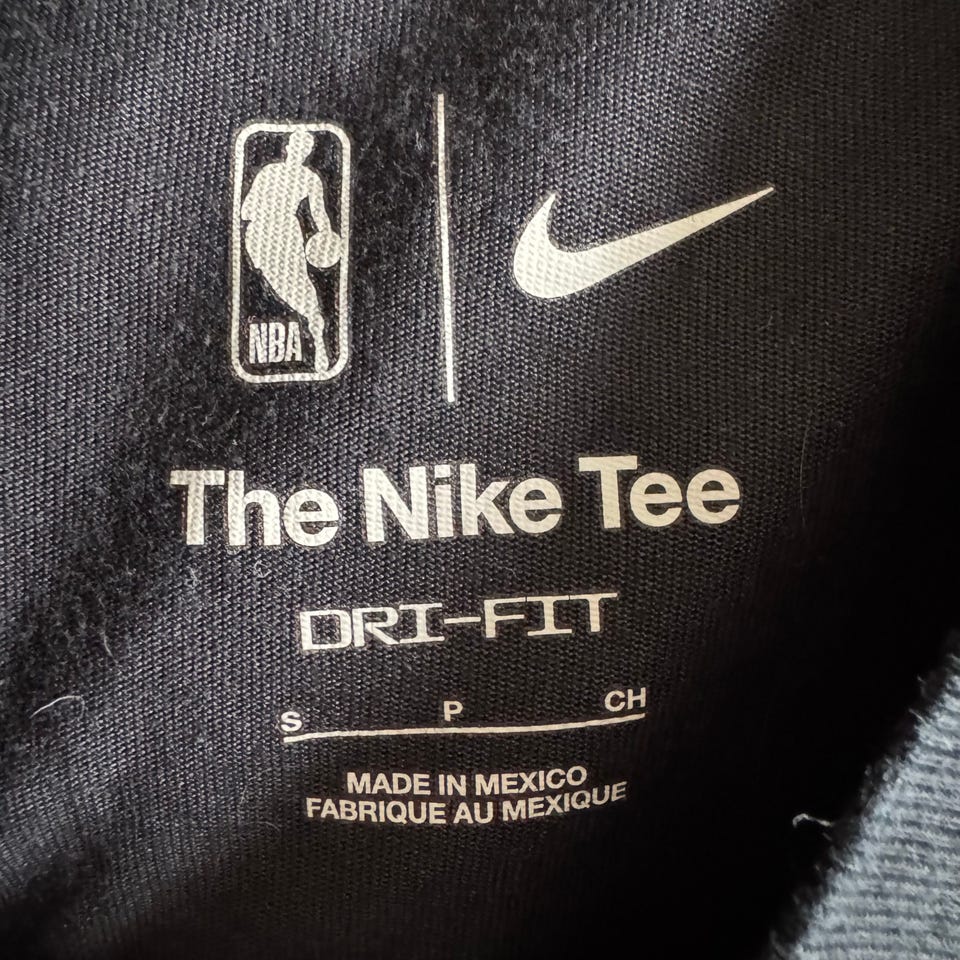 NBA
The Nike Tee
DRI-FIT
S P CH
MADE IN MEXICO
FABRIQUE AU MEXIQUE